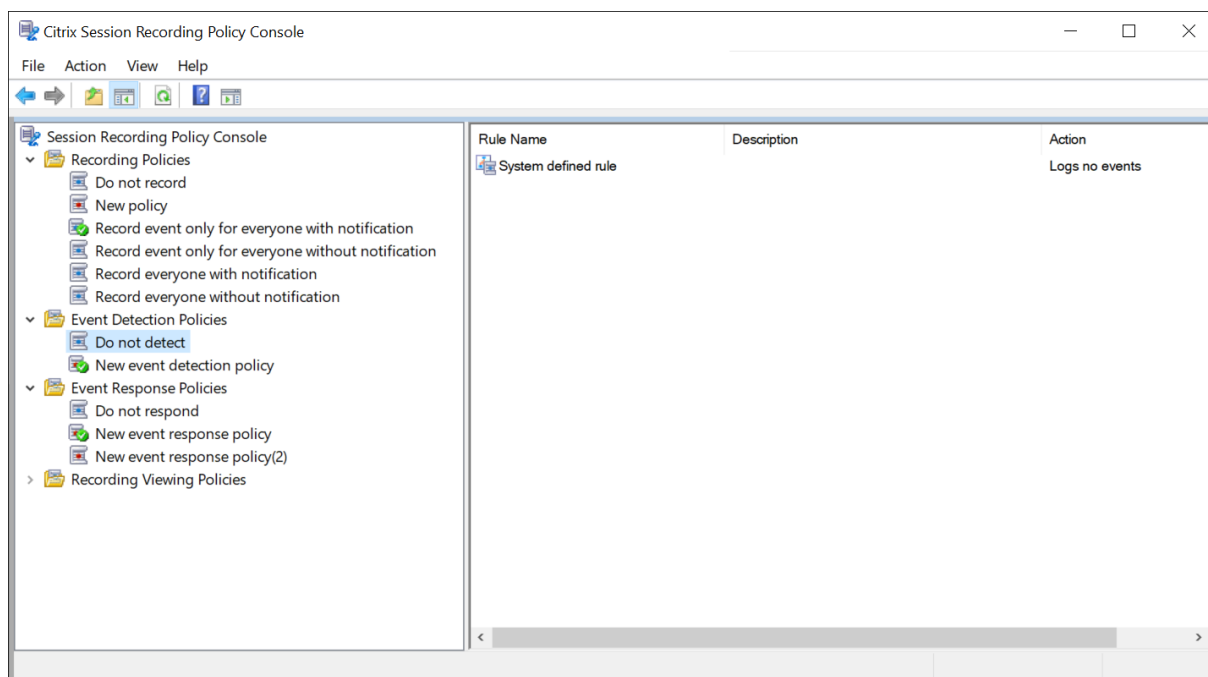 Citrix Session Recording Policy Console
File Action View Help
Session Recording Policy Console
Recording Policies
Do not record
New policy
Record event only for everyone with notification
Record event only for everyone without notification
Record everyone with notification
Record everyone without notification
Event Detection Policies
Do not detect
New event detection policy
Event Response Policies
Do not respond
New event response policy
New event response policy(2)
Recording Viewing Policies
Rule Name Description Action
System defined rule Logs no events